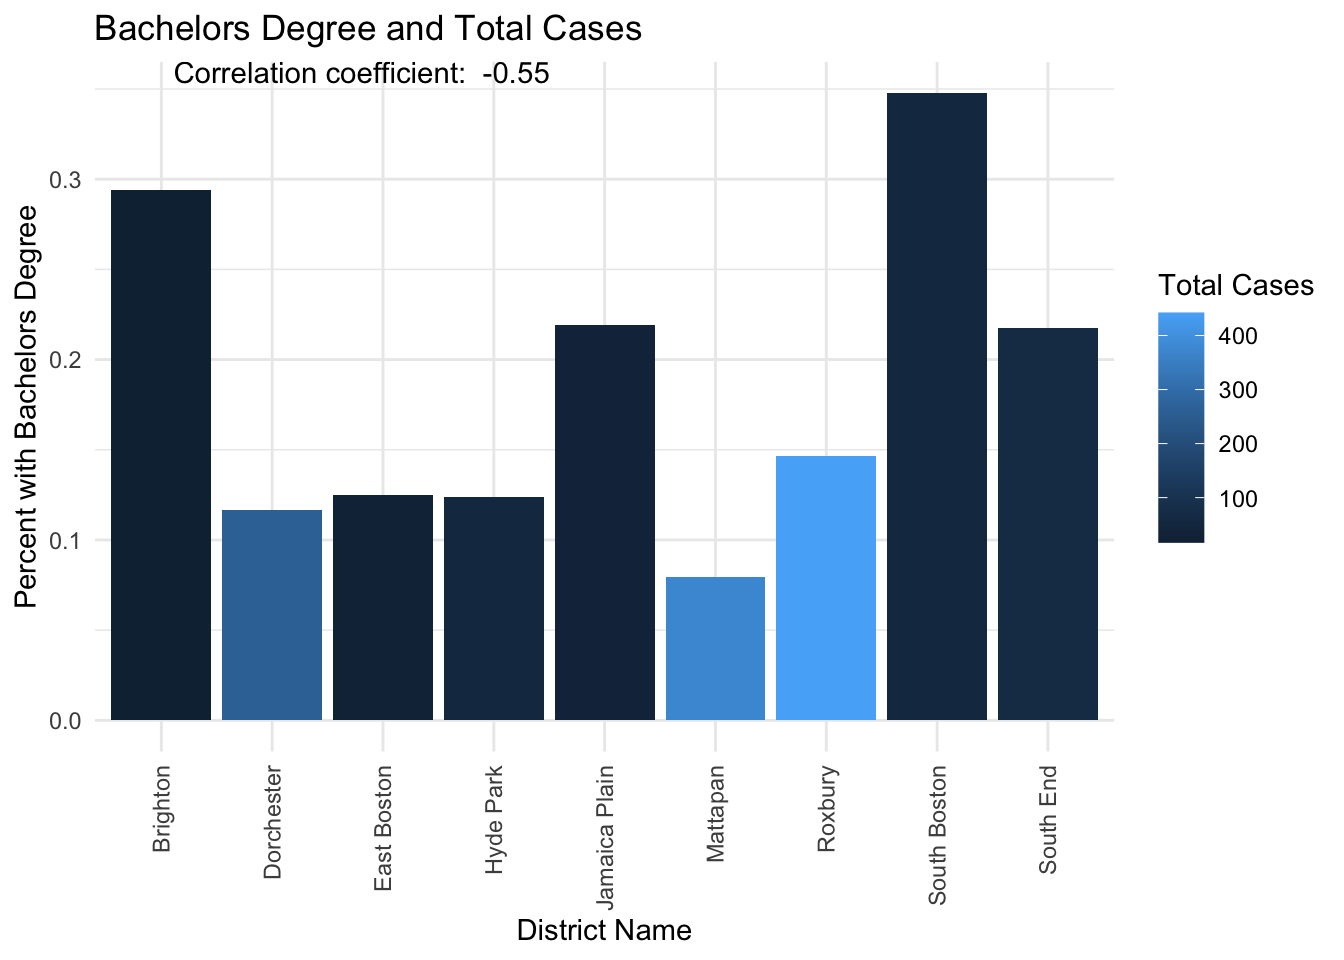 Bachelors Degree and Total Cases
Correlation coefficient:  -0.55
Percent with Bachelors Degree
0.3
0.2
0.1
0.0
Brighton
Dorchester
East Boston
Hyde Park
Jamaica Plain
Mattapan
Roxbury
South Boston
South End
District Name
Total Cases
400
300
200
100